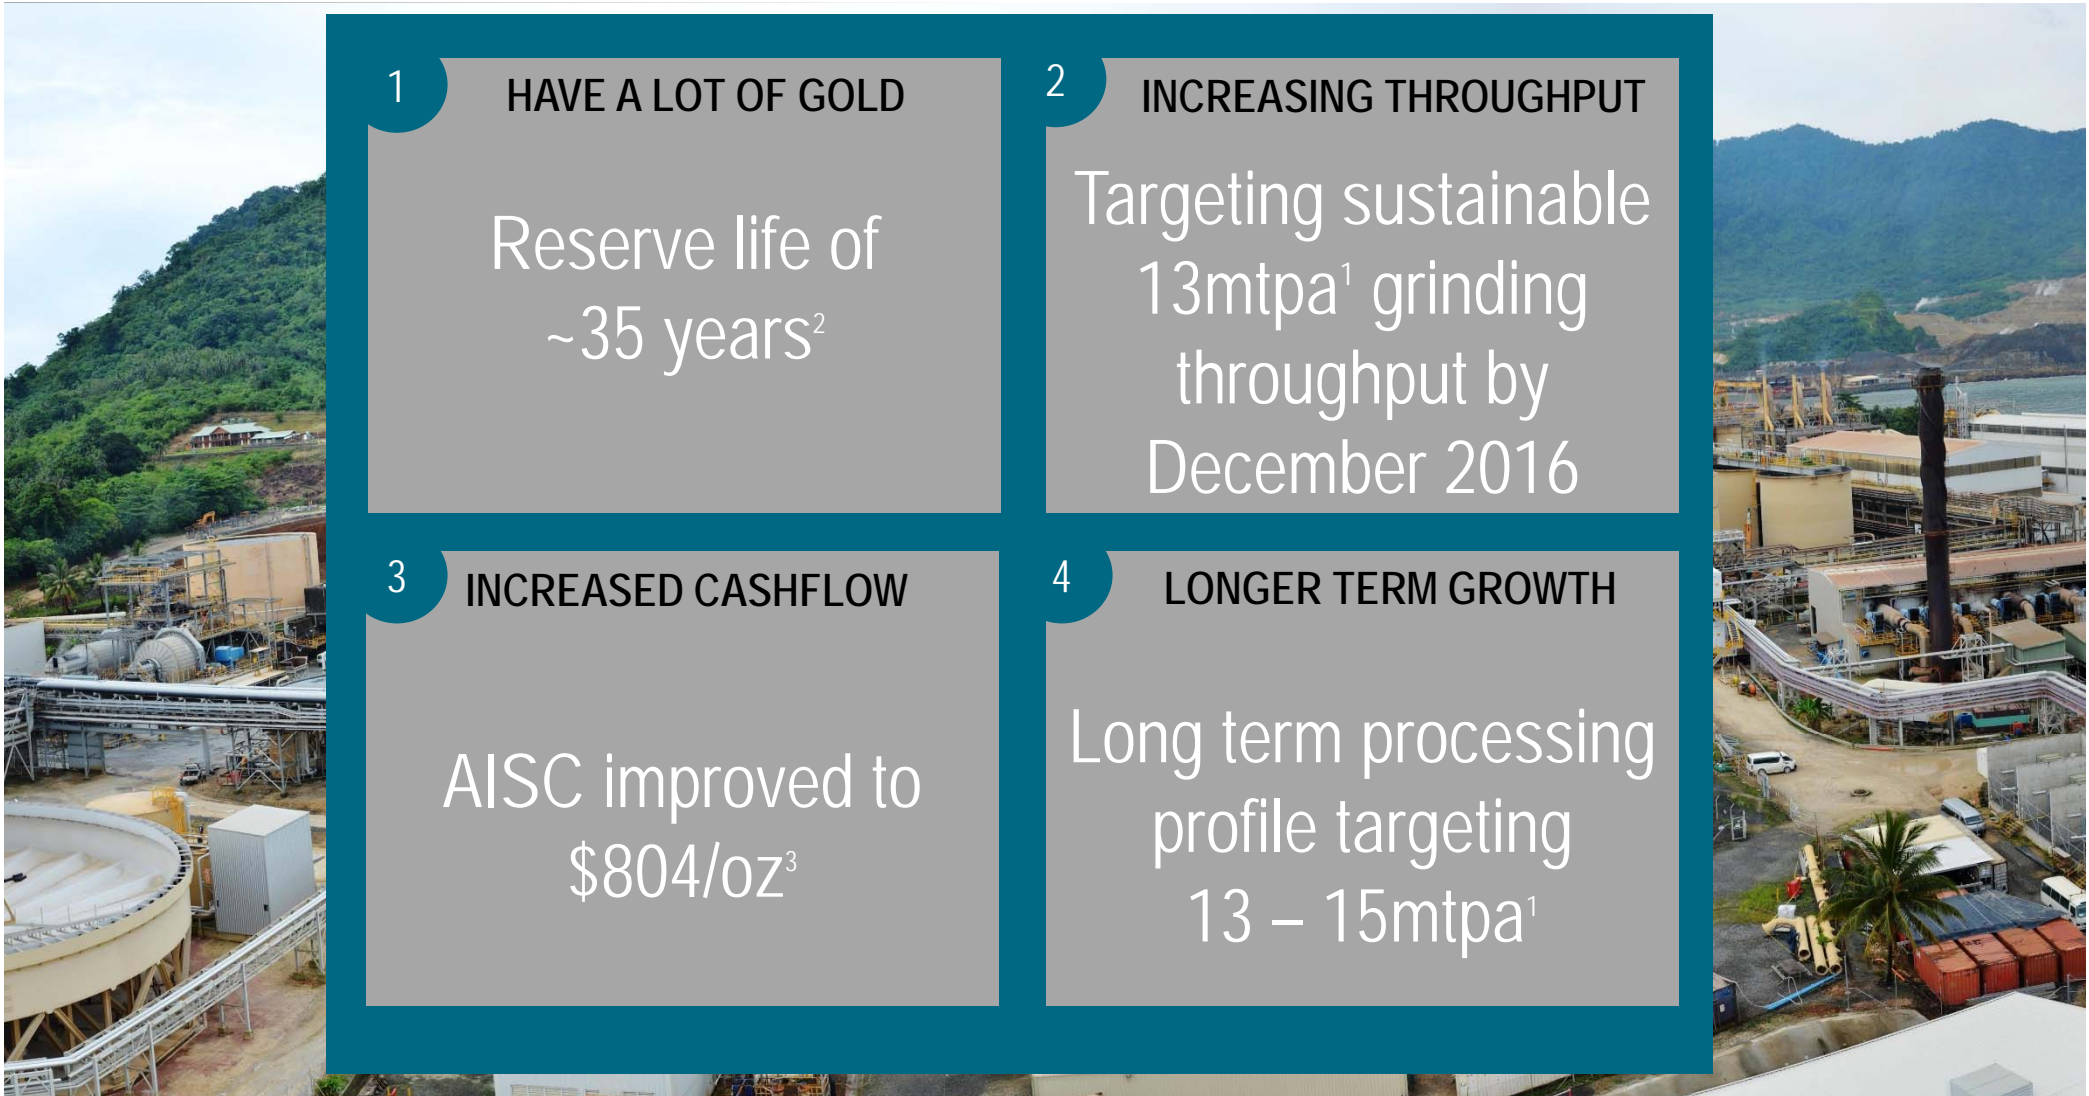 1
HAVE A LOT OF GOLD
Reserve life of
~35 years²
2
INCREASING THROUGHPUT
Targeting sustainable
13mtpa¹ grinding
throughput by
December 2016
3
INCREASED CASHFLOW
AISC improved to
$804/oz³
4
LONGER TERM GROWTH
Long term processing
profile targeting
13 – 15mtpa¹